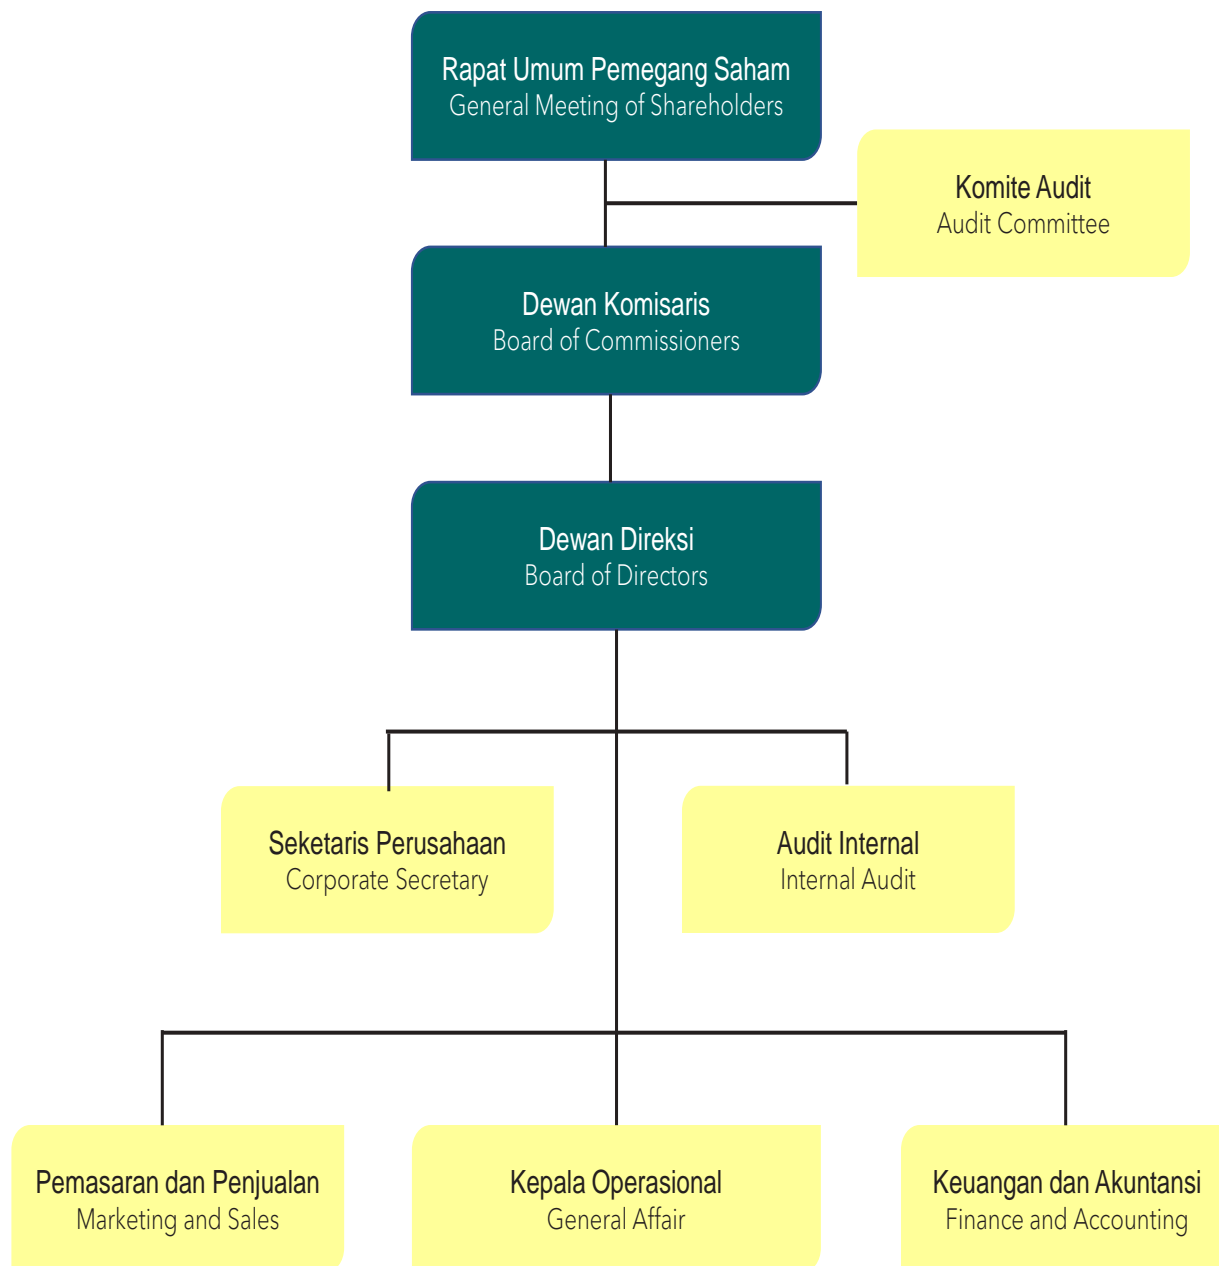 Rapat Umum Pemegang Saham
General Meeting of Shareholders
Komite Audit
Audit Committee
Dewan Komisaris
Board of Commissioners
Dewan Direksi
Board of Directors
Seketaris Perusahaan
Corporate Secretary
Audit Internal
Internal Audit
Pemasaran dan Penjualan
Marketing and Sales
Kepala Operasional
General Affair
Keuangan dan Akuntansi
Finance and Accounting